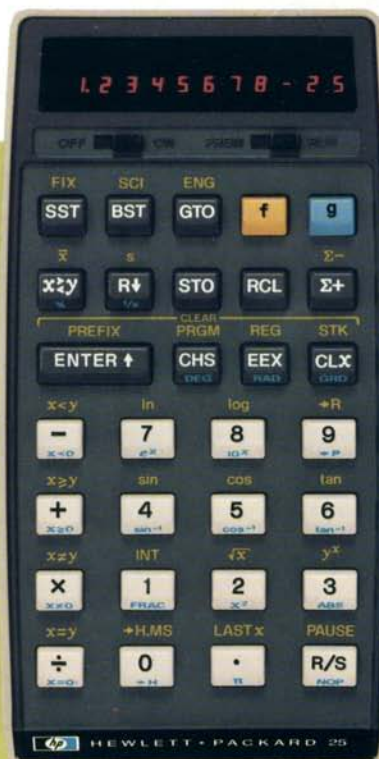 1.2345678-25
OFF ON PRGM RUN
FIX SCI ENG
SST BST GTO f g
x̄ s Σ-
x≷y R↓ STO RCL Σ+
% 1/x
CLEAR
PREFIX PRGM REG STK
ENTER↑ CHS EEX CLX
DEG RAD GRD
x<y ln log →R
- 7 8 9
x<0 eˣ 10ˣ →P
x≥y sin cos tan
+ 4 5 6
x≥0 sin⁻¹ cos⁻¹ tan⁻¹
x≠y INT √x yˣ
× 1 2 3
x≠0 FRAC x² ABS
x=y →H.MS LAST x PAUSE
÷ 0 · R/S
x=0 →H π NOP
hp HEWLETT·PACKARD 25